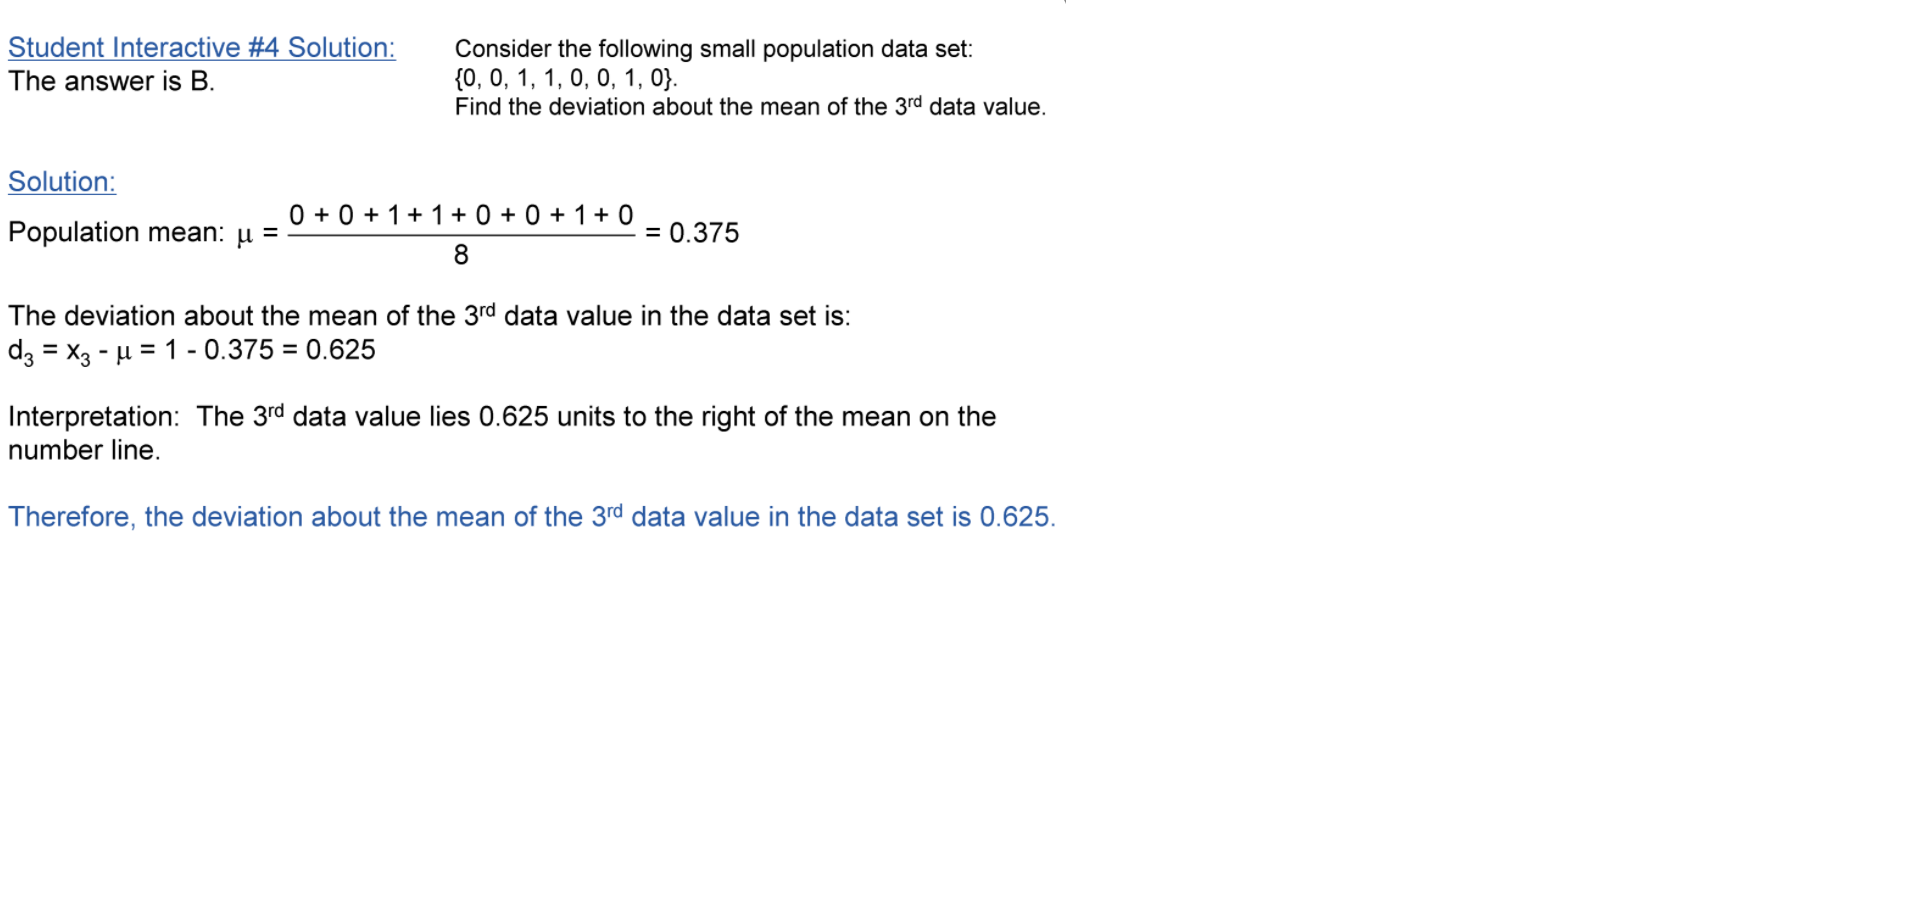 Student Interactive #4 Solution:
The answer is B.
Consider the following small population data set:
{0, 0, 1, 1, 0, 0, 1, 0}.
Find the deviation about the mean of the 3rd data value.
Solution:
Population mean: μ = 0 + 0 + 1 + 1 + 0 + 0 + 1 + 0 / 8 = 0.375
The deviation about the mean of the 3rd data value in the data set is:
d3 = x3 - μ = 1 - 0.375 = 0.625
Interpretation: The 3rd data value lies 0.625 units to the right of the mean on the
number line.
Therefore, the deviation about the mean of the 3rd data value in the data set is 0.625.